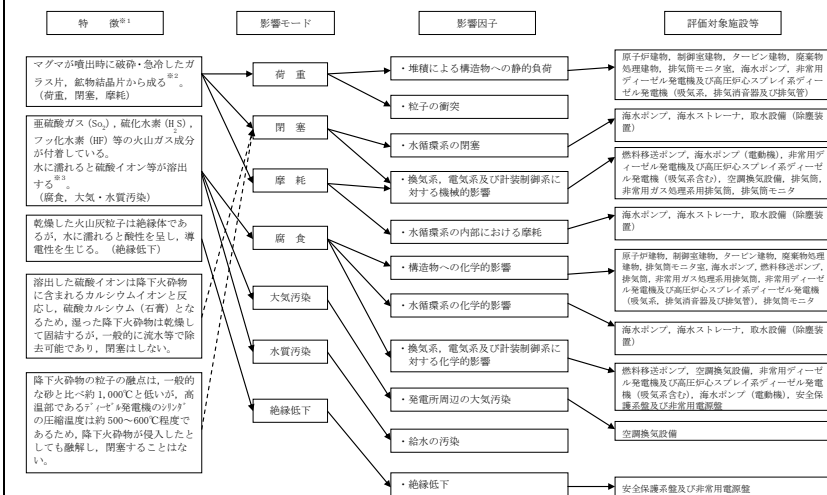 特　徴※1
影響モード
影響因子
評価対象施設等
マグマが噴出時に破砕・急冷したガ
ラス片，鉱物結晶片から成る※2。
（荷重，閉塞，摩耗）
亜硫酸ガス（So2），硫化水素（H2S），
フッ化水素（HF）等の火山ガス成分
が付着している。
水に濡れると硫酸イオン等が溶出
する※3。
（腐食，大気・水質汚染）
乾燥した火山灰粒子は絶縁体であ
るが，水に濡れると酸性を呈し，導
電性を生じる。（絶縁低下）
溶出した硫酸イオンは降下火砕物
に含まれるカルシウムイオンと反
応し，硫酸カルシウム（石膏）とな
るため，湿った降下火砕物は乾燥し
て固結するが，一般的に流水等で除
去可能であり，閉塞はしない。
降下火砕物の粒子の融点は，一般的
な砂と比べ約1,000℃と低いが，高
温部であるディーゼル発電機のシリンダ
の圧縮温度は約500～600℃程度で
あるため，降下火砕物が侵入したと
しても融解し，閉塞することはな
い。
荷　重
閉　塞
摩　耗
腐　食
大気汚染
水質汚染
絶縁低下
・堆積による構造物への静的負荷
・粒子の衝突
・水循環系の閉塞
・換気系，電気系及び計装制御系に
対する機械的影響
・水循環系の内部における摩耗
・構造物への化学的影響
・水循環系の化学的影響
・換気系，電気系及び計装制御系に
対する化学的影響
・発電所周辺の大気汚染
・給水の汚染
・絶縁低下
原子炉建物，制御室建物，タービン建物，廃棄物
処理建物，排気筒モニタ室，海水ポンプ，非常用
ディーゼル発電機及び高圧炉心スプレイ系ディー
ゼル発電機（吸気系，排気消音器及び排気管）
海水ポンプ，海水ストレーナ，取水設備（除塵装
置）
燃料移送ポンプ，海水ポンプ（電動機），非常用デ
ィーゼル発電機及び高圧炉心スプレイ系ディーゼ
ル発電機（吸気系含む），空調換気設備，排気筒，
非常用ガス処理系用排気筒，排気筒モニタ
海水ポンプ，海水ストレーナ，取水設備（除塵装
置）
原子炉建物，制御室建物，タービン建物，廃棄物処理
建物，排気筒モニタ室，海水ポンプ，燃料移送ポンプ，
排気筒，非常用ガス処理系用排気筒，非常用ディーゼ
ル発電機及び高圧炉心スプレイ系ディーゼル発電機
（吸気系，排気消音器及び排気管），排気筒モニタ
海水ポンプ，海水ストレーナ，取水設備（除塵装
置）
燃料移送ポンプ，空調換気設備，非常用ディーゼ
ル発電機及び高圧炉心スプレイ系ディーゼル発電
機（吸気系含む），海水ポンプ（電動機），安全保
護系盤及び非常用電源盤
空調換気設備
安全保護系盤及び非常用電源盤